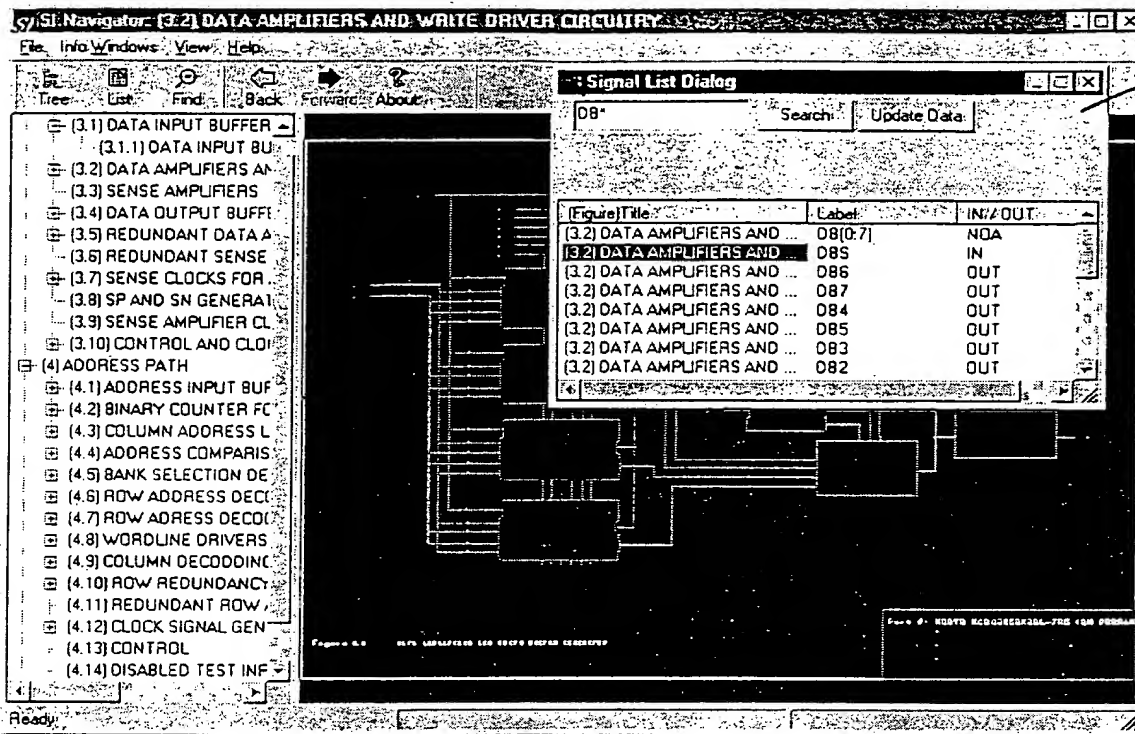 SI: Navigator: (3.2) DATA AMPLIFIERS AND WRITE DRIVER CIRCUITRY
File Info Windows View Help
Tree List Find Back Forward About
Signal List Dialog
DB*
Search Update Data
(Figure)Title Label IN//OUT
(3.2) DATA AMPLIFIERS AND ... DB[0:7] NOA
(3.2) DATA AMPLIFIERS AND ... DBS IN
(3.2) DATA AMPLIFIERS AND ... DB6 OUT
(3.2) DATA AMPLIFIERS AND ... DB7 OUT
(3.2) DATA AMPLIFIERS AND ... DB4 OUT
(3.2) DATA AMPLIFIERS AND ... DB5 OUT
(3.2) DATA AMPLIFIERS AND ... DB3 OUT
(3.2) DATA AMPLIFIERS AND ... DB2 OUT
(3.1) DATA INPUT BUFFER
(3.1.1) DATA INPUT BU
(3.2) DATA AMPLIFIERS AN
(3.3) SENSE AMPLIFIERS
(3.4) DATA OUTPUT BUFFE
(3.5) REDUNDANT DATA A
(3.6) REDUNDANT SENSE
(3.7) SENSE CLOCKS FOR
(3.8) SP AND SN GENERAT
(3.9) SENSE AMPLIFIER CL
(3.10) CONTROL AND CLO
(4) ADDRESS PATH
(4.1) ADDRESS INPUT BUF
(4.2) BINARY COUNTER FO
(4.3) COLUMN ADDRESS L
(4.4) ADDRESS COMPARIS
(4.5) BANK SELECTION DE
(4.6) ROW ADDRESS DECO
(4.7) ROW ADRESS DECOD
(4.8) WORDLINE DRIVERS
(4.9) COLUMN DECODDING
(4.10) ROW REDUNDANCY
(4.11) REDUNDANT ROW
(4.12) CLOCK SIGNAL GEN
(4.13) CONTROL
(4.14) DISABLED TEST INF
Ready